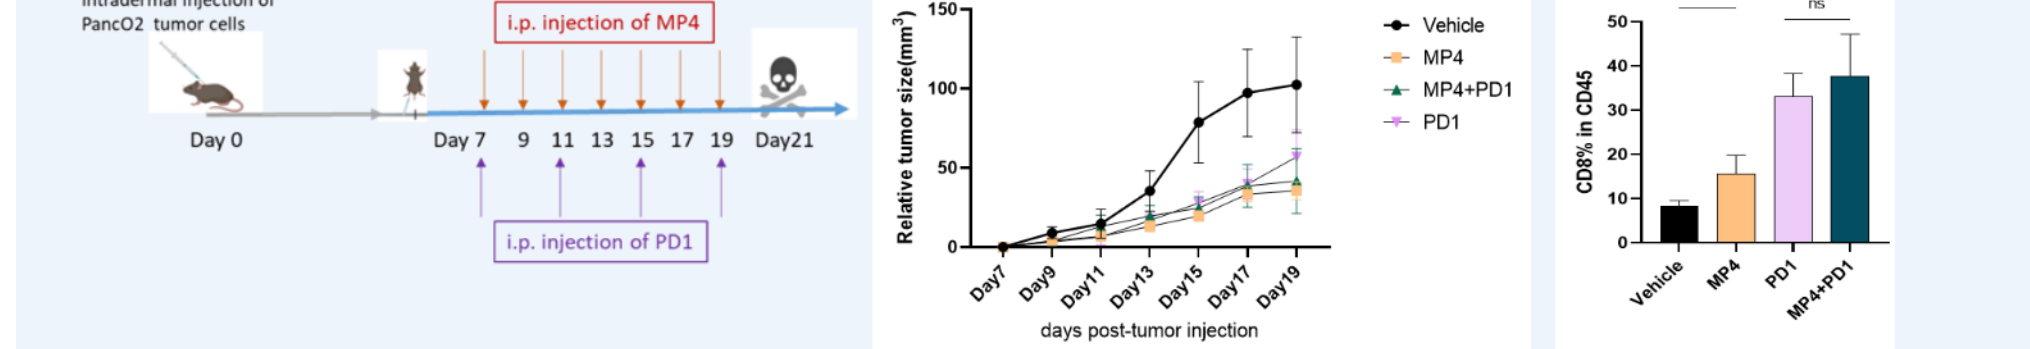 intradermal injection of
PancO2 tumor cells
i.p. injection of MP4
Day 0
Day 7 9 11 13 15 17 19 Day21
i.p. injection of PD1
Relative tumor size(mm³)
150
100
50
0
Day7
Day9
Day11
Day13
Day15
Day17
Day19
days post-tumor injection
Vehicle
MP4
MP4+PD1
PD1
CD8% in CD45
50
40
30
20
10
0
ns
Vehicle
MP4
PD1
MP4+PD1